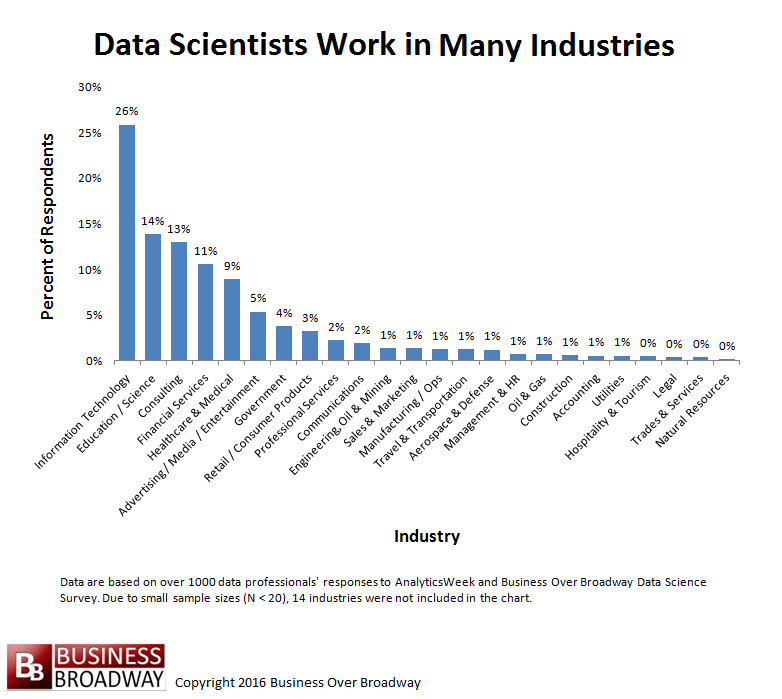 Data Scientists Work in Many Industries
30%
25%
20%
15%
10%
5%
0%
Percent of Respondents
26%
14%
13%
11%
9%
5%
4%
3%
2%
2%
1%
1%
1%
1%
1%
1%
1%
1%
1%
1%
0%
0%
0%
0%
Information Technology
Education / Science
Consulting
Financial Services
Healthcare & Medical
Advertising / Media / Entertainment
Government
Retail / Consumer Products
Professional Services
Communications
Engineering, Oil & Mining
Sales & Marketing
Manufacturing / Ops
Travel & Transportation
Aerospace & Defense
Management & HR
Oil & Gas
Construction
Accounting
Utilities
Hospitality & Tourism
Legal
Trades & Services
Natural Resources
Industry
Data are based on over 1000 data professionals' responses to AnalyticsWeek and Business Over Broadway Data Science
Survey. Due to small sample sizes (N < 20), 14 industries were not included in the chart.
BB
BUSINESS
BROADWAY
Copyright 2016 Business Over Broadway